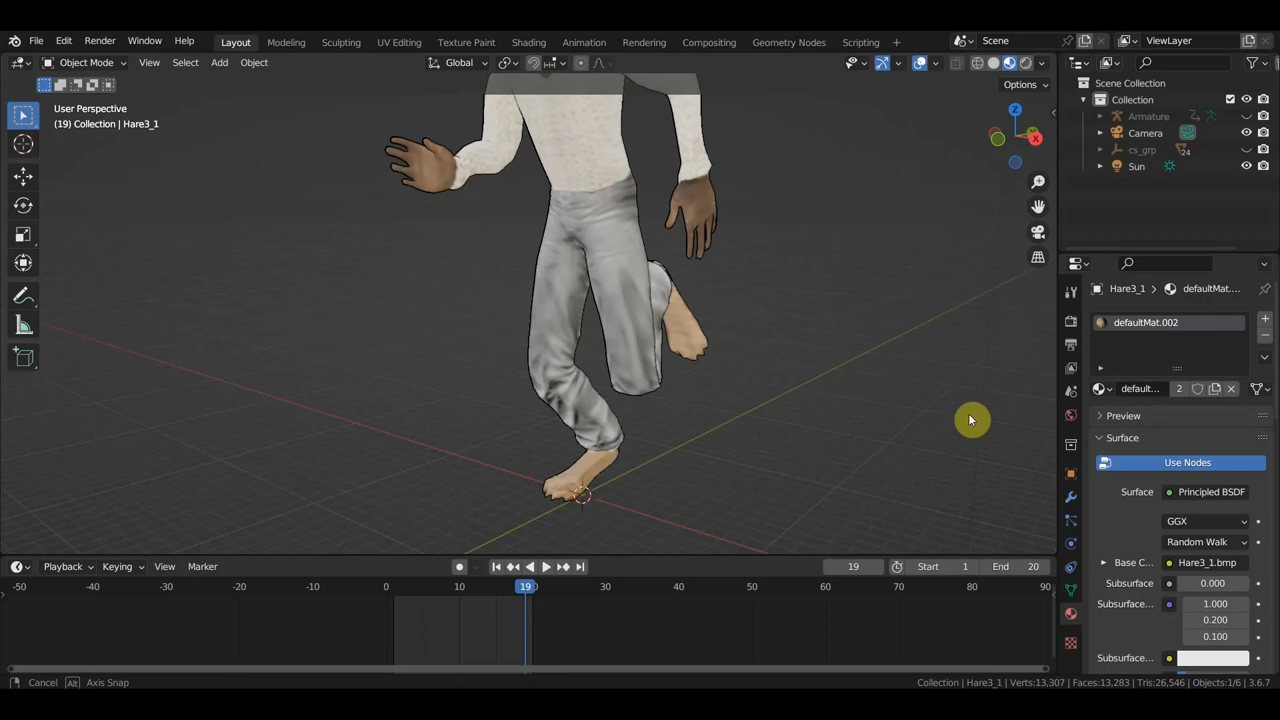 File Edit Render Window Help Layout Modeling Sculpting UV Editing Texture Paint Shading Animation Rendering Compositing Geometry Nodes Scripting + Scene ViewLayer
Object Mode View Select Add Object Global
Options
User Perspective
(19) Collection | Hare3_1
Z
X
Scene Collection
Collection
Armature
Camera
cs_grp 24
Sun
Hare3_1 > defaultMat....
defaultMat.002
default... 2
Preview
Surface
Use Nodes
Surface Principled BSDF
GGX
Random Walk
Base C... Hare3_1.bmp
Subsurface 0.000
Subsurface... 1.000
0.200
0.100
Subsurface...
Playback Keying View Marker 19 Start 1 End 20
-50 -40 -30 -20 -10 0 10 19 20 30 40 50 60 70 80 90
Cancel Alt Axis Snap Collection | Hare3_1 | Verts:13,307 | Faces:13,283 | Tris:26,546 | Objects:1/6 | 3.6.7